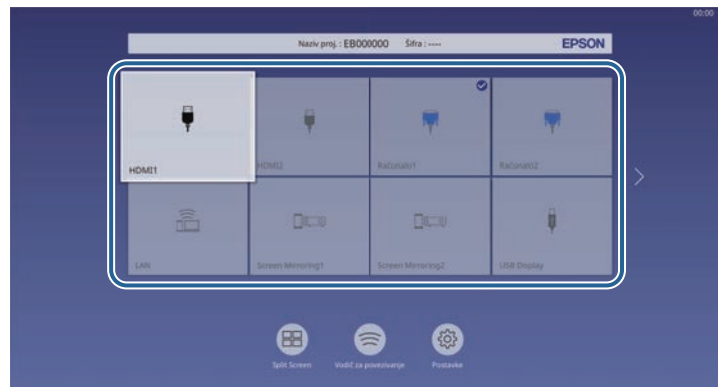 00:00
Naziv proj. : EB000000 Šifra : ---- EPSON
HDMI1 HDMI2 Računalo1 Računalo2
LAN Screen Mirroring1 Screen Mirroring2 USB Display
Split Screen Vodič za povezivanje Postavke